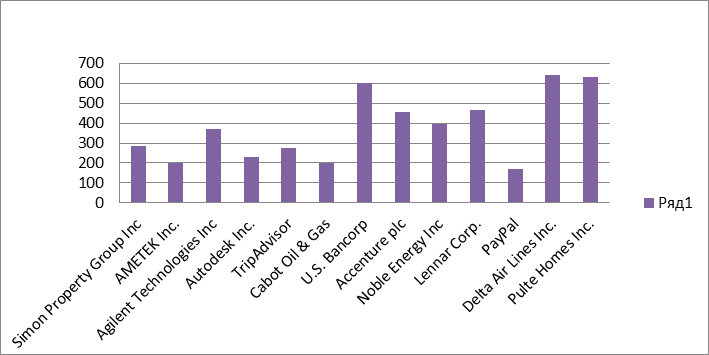 700
600
500
400
300
200
100
0
Simon Property Group Inc
AMETEK Inc.
Agilent Technologies Inc
Autodesk Inc.
TripAdvisor
Cabot Oil & Gas
U.S. Bancorp
Accenture plc
Noble Energy Inc
Lennar Corp.
PayPal
Delta Air Lines Inc.
Pulte Homes Inc.
Ряд1